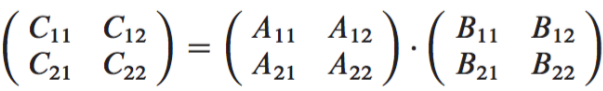 ( C11 C12 ) = ( A11 A12 ) · ( B11 B12 )
( C21 C22 ) ( A21 A22 ) ( B21 B22 )